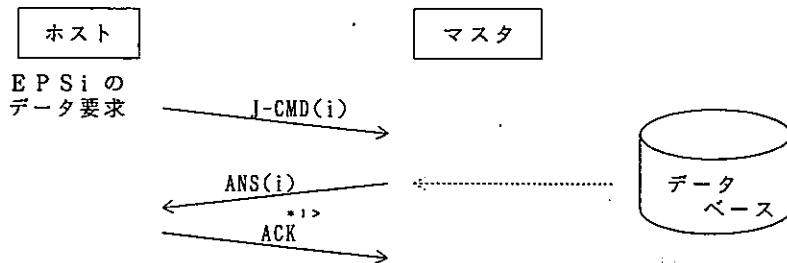 ホスト
マスタ
EPSiの
データ要求
J-CMD(i)
ANS(i)
データ
ベース
*1>
ACK